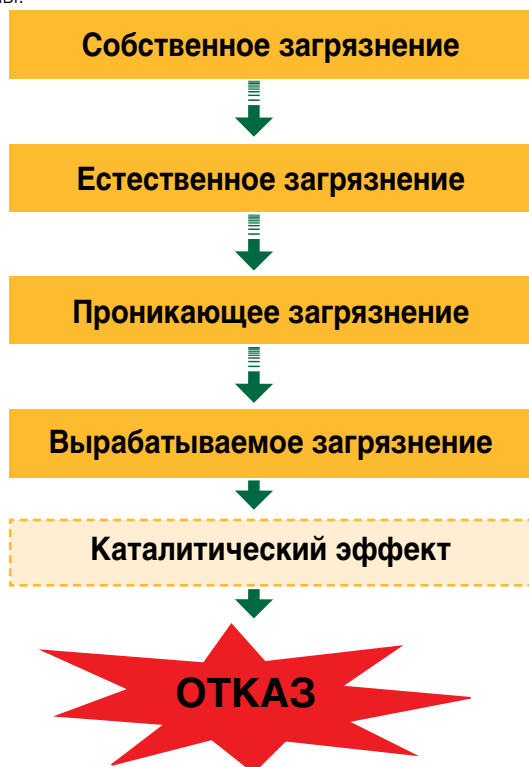 Собственное загрязнение
Естественное загрязнение
Проникающее загрязнение
Вырабатываемое загрязнение
Каталитический эффект
ОТКАЗ